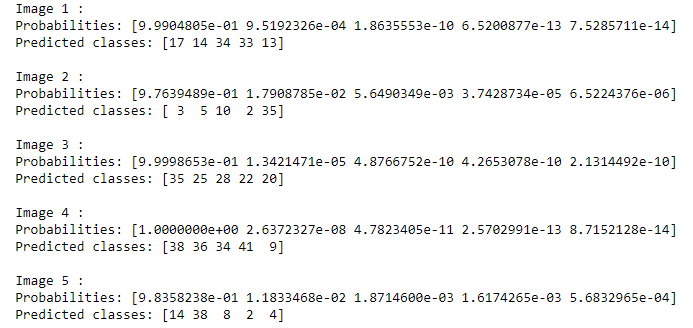 Image 1 :
Probabilities: [9.9904805e-01 9.5192326e-04 1.8635553e-10 6.5200877e-13 7.5285711e-14]
Predicted classes: [17 14 34 33 13]
Image 2 :
Probabilities: [9.7639489e-01 1.7908785e-02 5.6490349e-03 3.7428734e-05 6.5224376e-06]
Predicted classes: [ 3  5 10  2 35]
Image 3 :
Probabilities: [9.9998653e-01 1.3421471e-05 4.8766752e-10 4.2653078e-10 2.1314492e-10]
Predicted classes: [35 25 28 22 20]
Image 4 :
Probabilities: [1.0000000e+00 2.6372327e-08 4.7823405e-11 2.5702991e-13 8.7152128e-14]
Predicted classes: [38 36 34 41  9]
Image 5 :
Probabilities: [9.8358238e-01 1.1833468e-02 1.8714600e-03 1.6174265e-03 5.6832965e-04]
Predicted classes: [14 38  8  2  4]